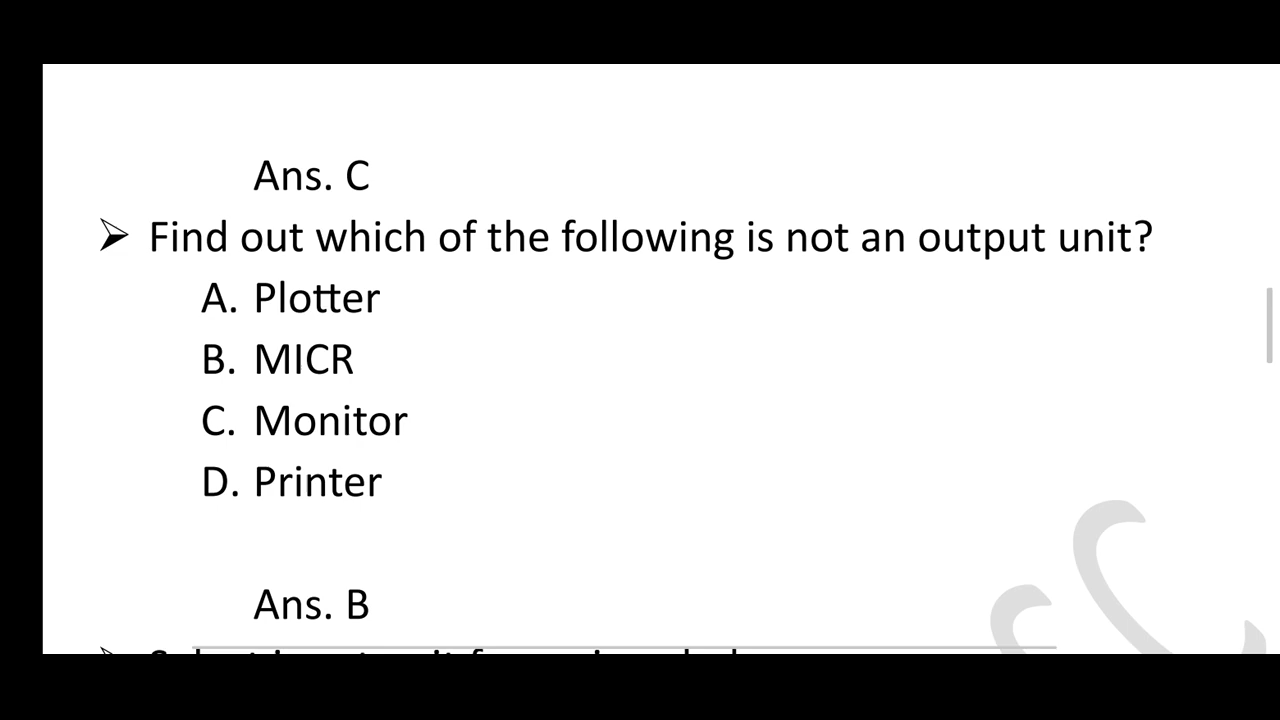 Ans. C
➢ Find out which of the following is not an output unit?
A. Plotter
B. MICR
C. Monitor
D. Printer
Ans. B